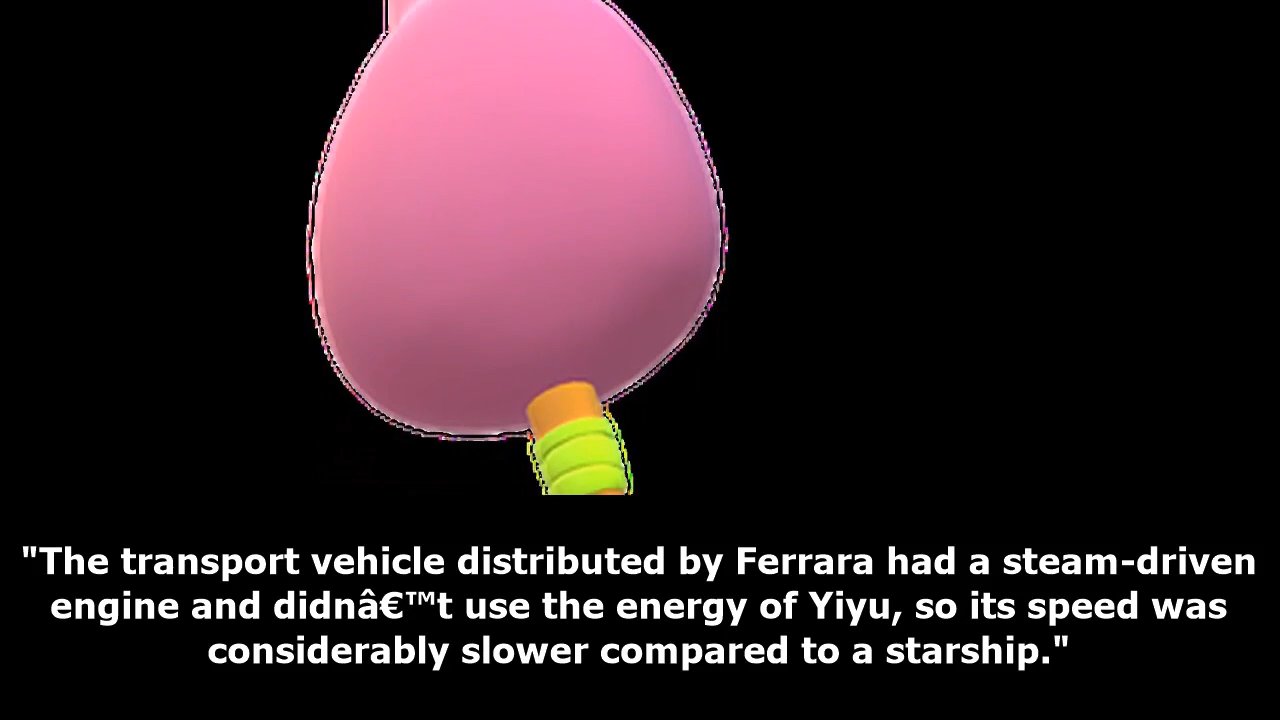 "The transport vehicle distributed by Ferrara had a steam-driven
engine and didnâ€™t use the energy of Yiyu, so its speed was
considerably slower compared to a starship."